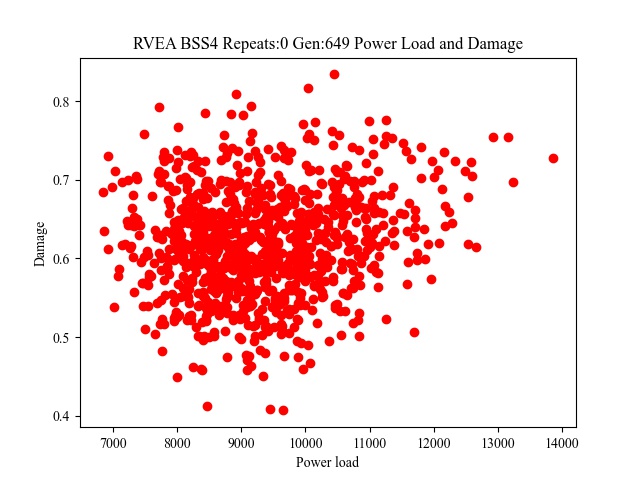 RVEA BSS4 Repeats:0 Gen:649 Power Load and Damage
0.8
0.7
0.6
0.5
0.4
Damage
7000 8000 9000 10000 11000 12000 13000 14000
Power load